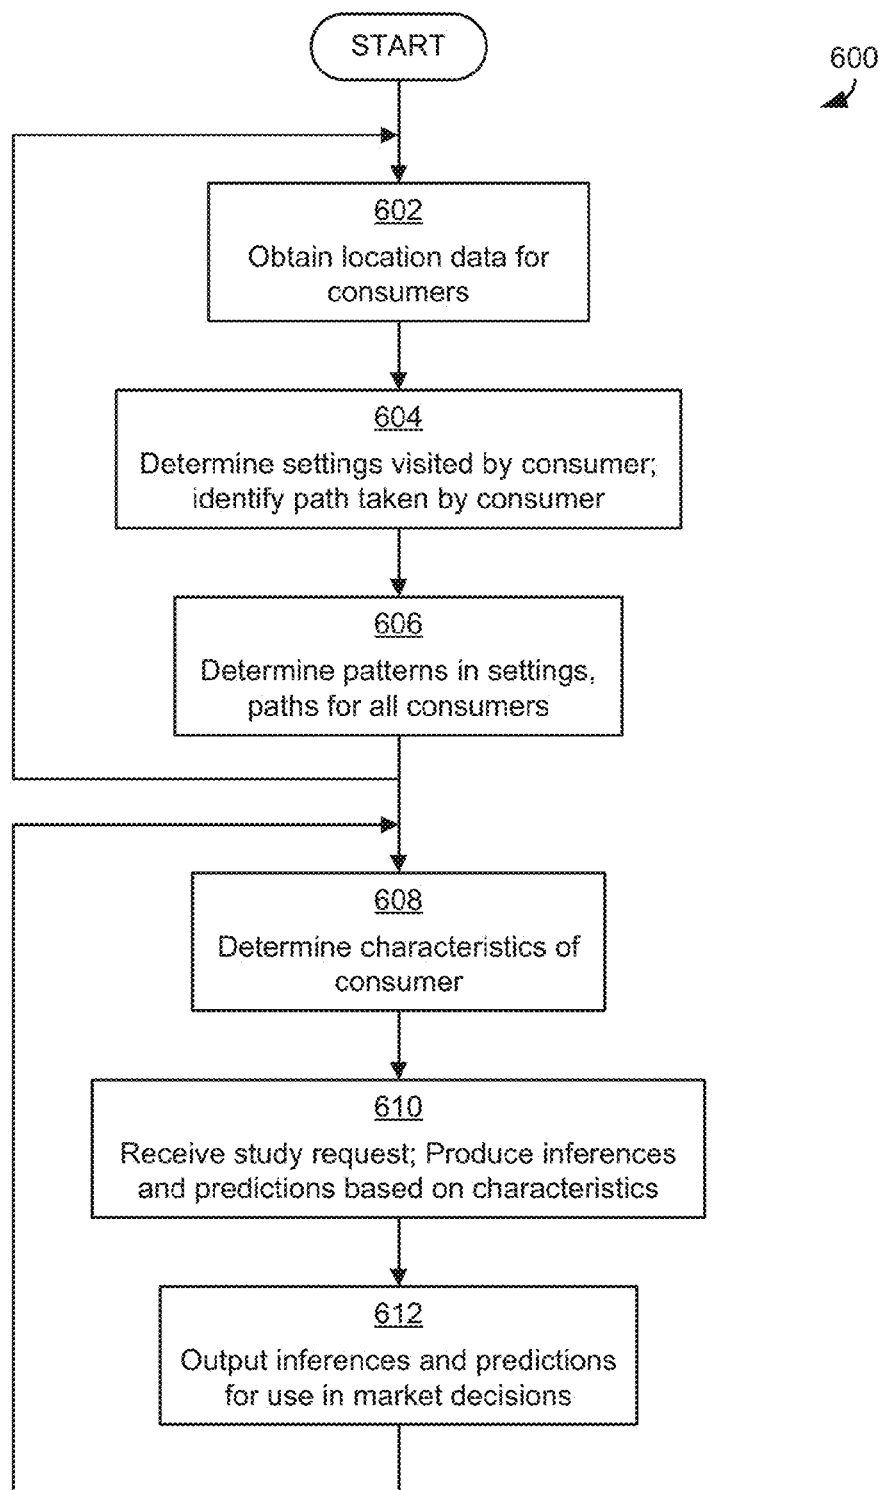 START
600
602
Obtain location data for
consumers
604
Determine settings visited by consumer;
identify path taken by consumer
606
Determine patterns in settings,
paths for all consumers
608
Determine characteristics of
consumer
610
Receive study request; Produce inferences
and predictions based on characteristics
612
Output inferences and predictions
for use in market decisions